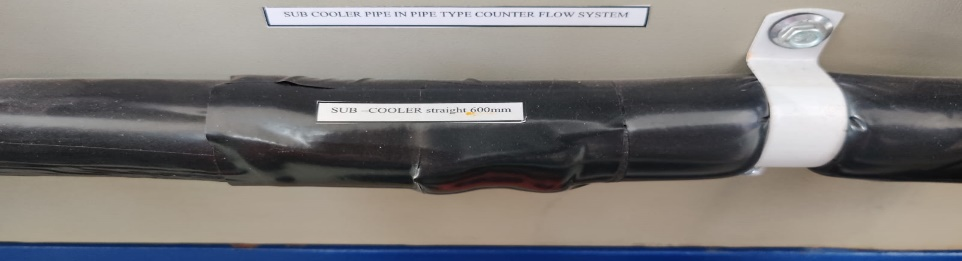 SUB COOLER PIPE IN PIPE TYPE COUNTER FLOW SYSTEM
SUB - COOLER straight 600mm